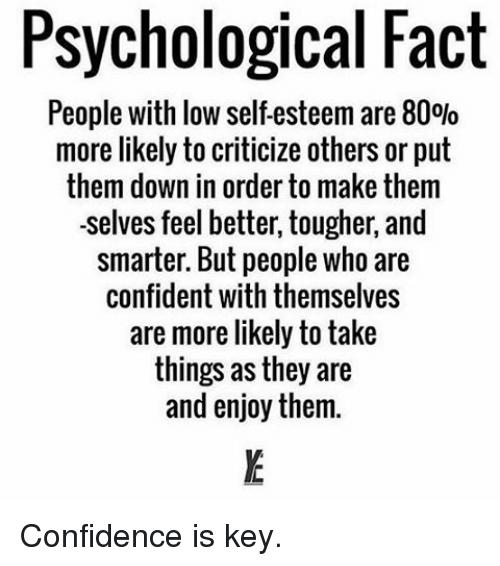 Psychological Fact
People with low self-esteem are 80%
more likely to criticize others or put
them down in order to make them
-selves feel better, tougher, and
smarter. But people who are
confident with themselves
are more likely to take
things as they are
and enjoy them.
YE
Confidence is key.